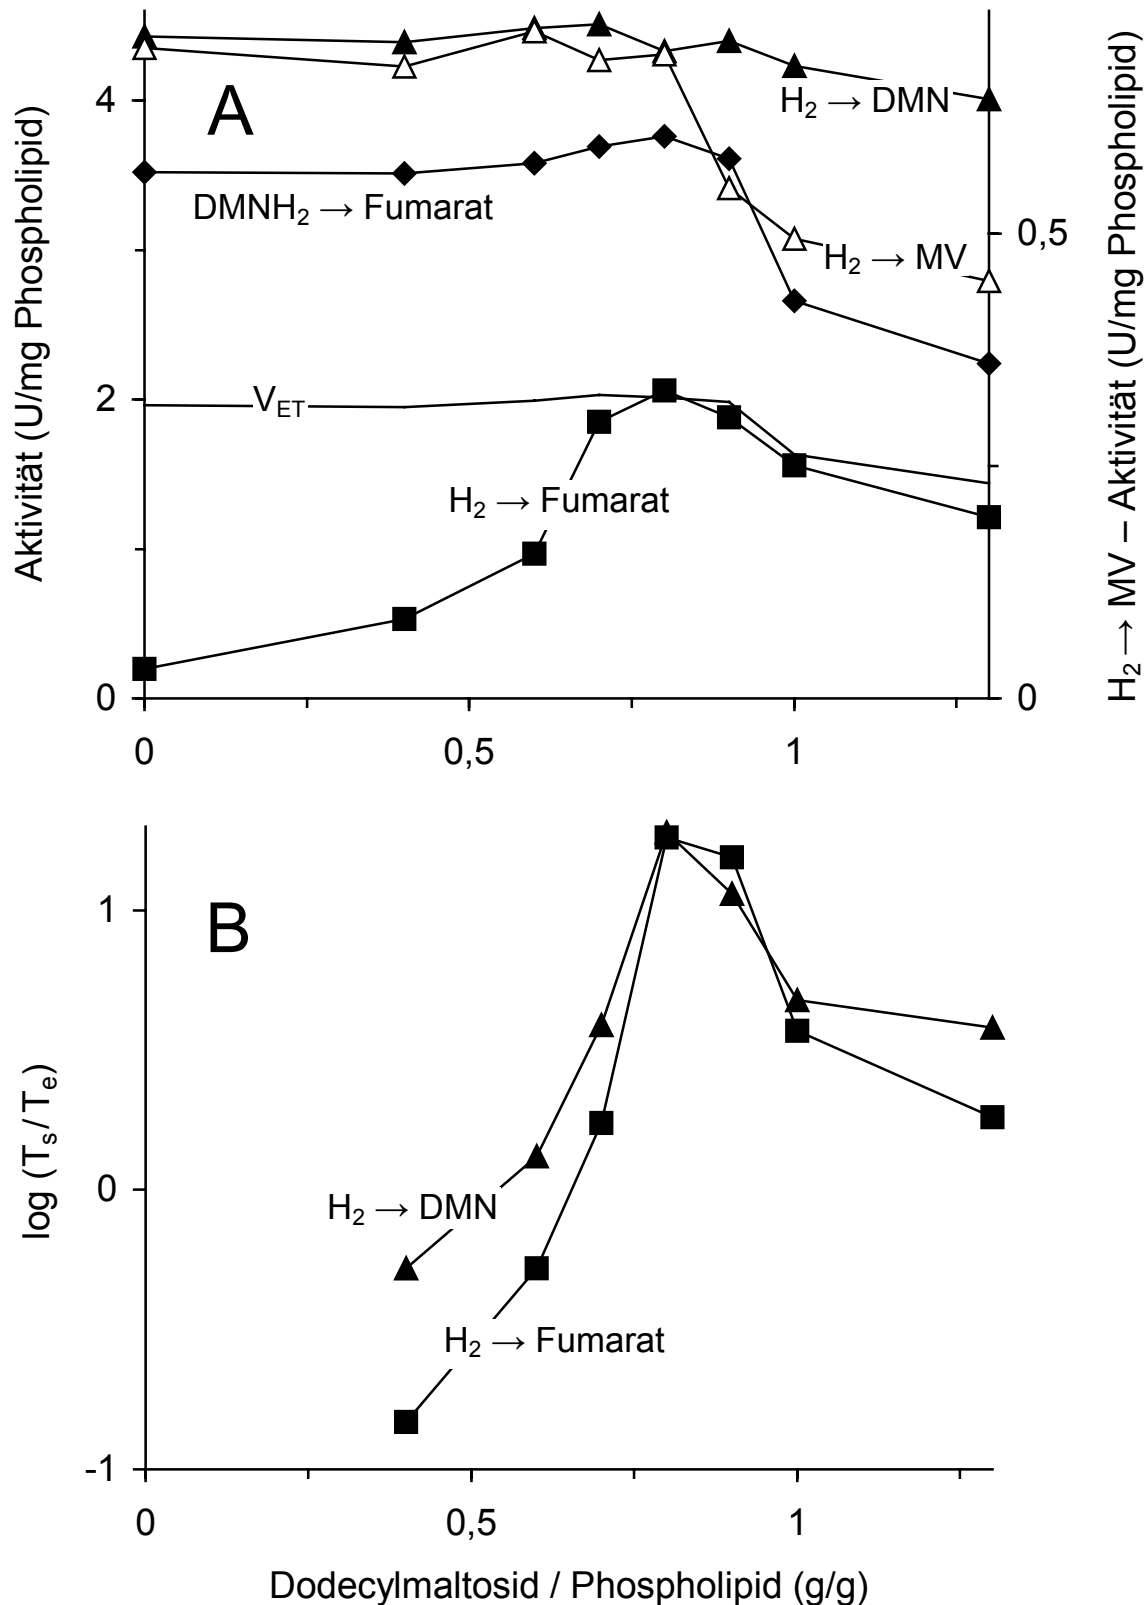 A
Aktivität (U/mg Phospholipid)
4
2
0
H₂ → DMN
DMNH₂ → Fumarat
H₂ → MV
V_ET
H₂ → Fumarat
0,5
0
H₂ → MV – Aktivität (U/mg Phospholipid)
0
0,5
1
B
log (Tₛ / Tₑ)
1
0
-1
H₂ → DMN
H₂ → Fumarat
0
0,5
1
Dodecylmaltosid / Phospholipid (g/g)